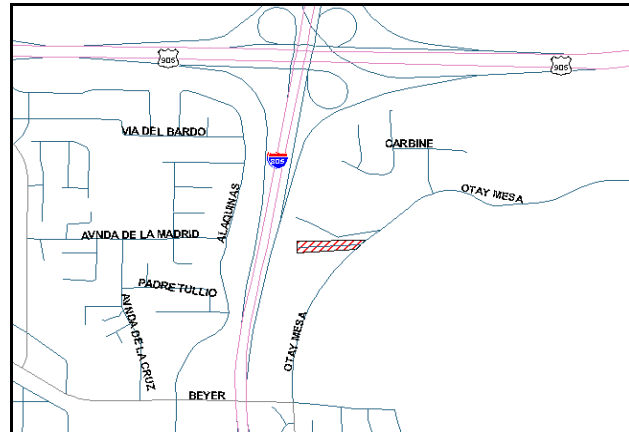 905
905
VIA DEL BARDO
CARBINE
805
OTAY MESA
ALAQUINAS
AVNDA DE LA MADRID
PADRE TULLIO
AVNDA DE LA CRUZ
OTAY MESA
BEYER